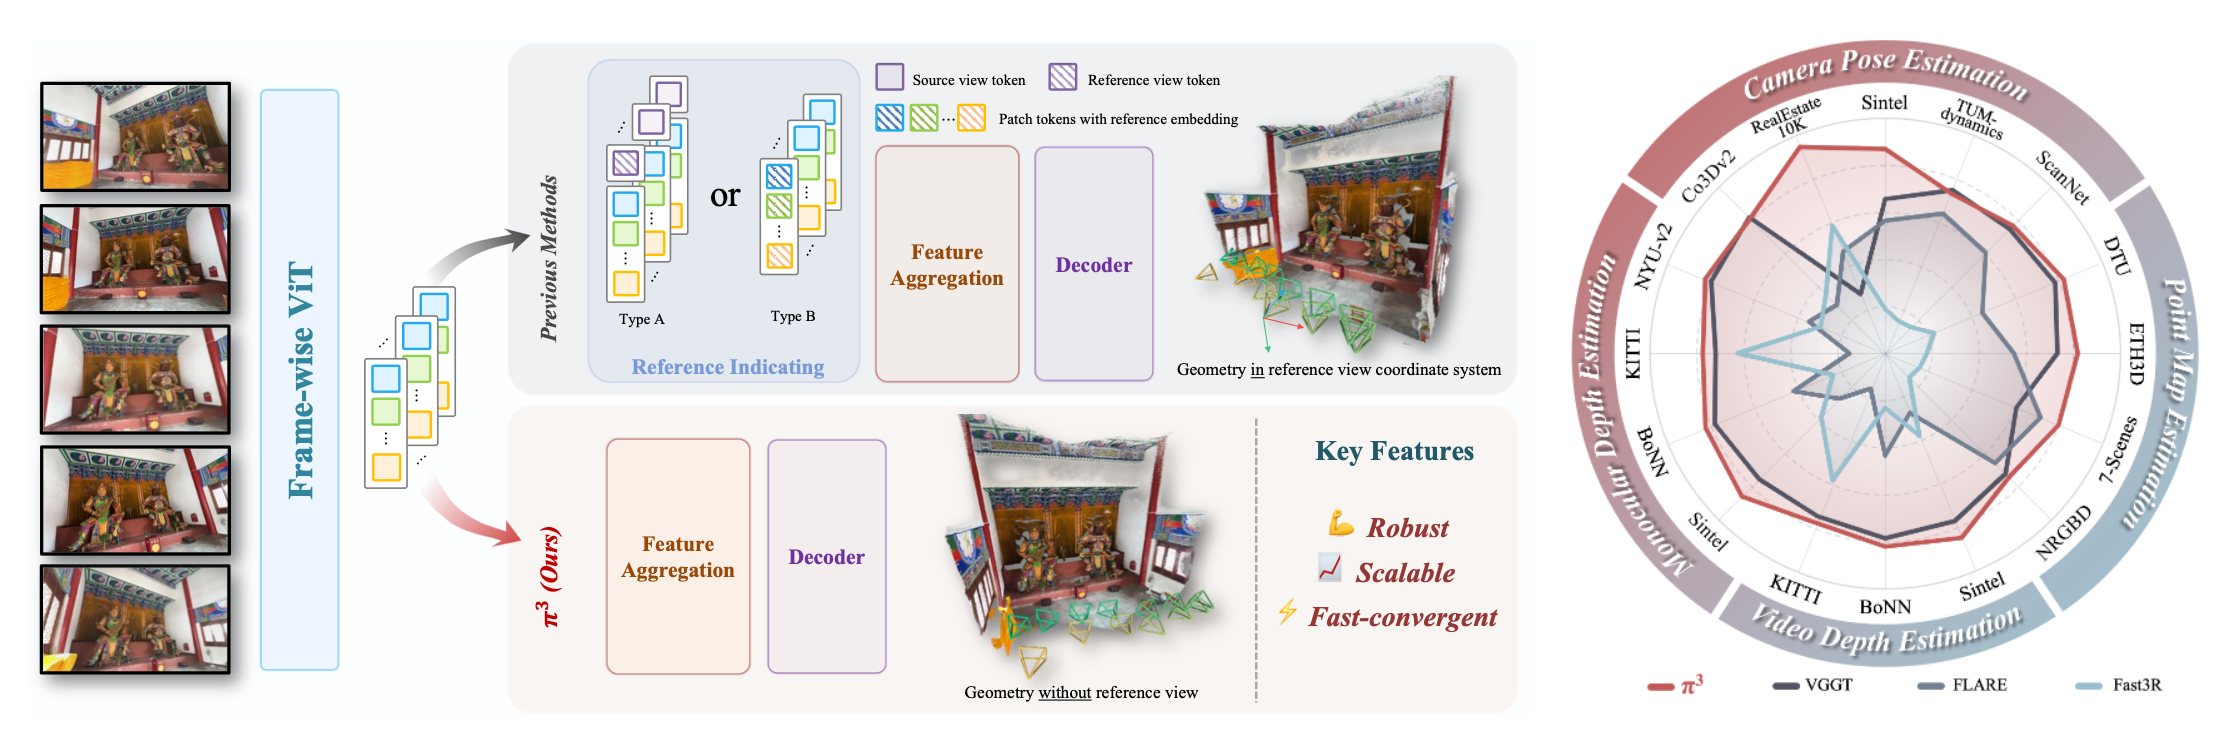 Frame-wise ViT
Previous Methods
Type A
or
Type B
Reference Indicating
Source view token
Reference view token
Patch tokens with reference embedding
Feature
Aggregation
Decoder
Geometry in reference view coordinate system
π³ (Ours)
Feature
Aggregation
Decoder
Geometry without reference view
Key Features
Robust
Scalable
Fast-convergent
Camera Pose Estimation
Point Map Estimation
Video Depth Estimation
Monocular Depth Estimation
Sintel
TUM-
dynamics
ScanNet
DTU
ETH3D
7-Scenes
NRGBD
Sintel
BoNN
KITTI
Sintel
BoNN
KITTI
NYU-v2
Co3Dv2
RealEstate
10K
π³
VGGT
FLARE
Fast3R